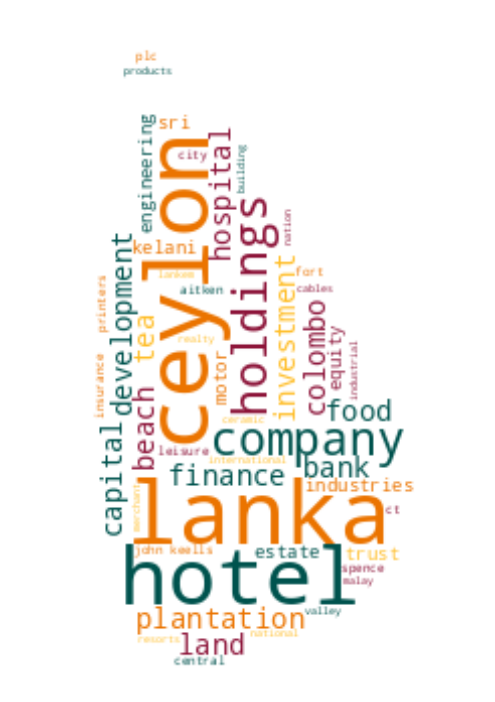 plc
products
engineering
sri
city
hospital
building
ceylon
holdings
nation
kelani
development
lankem
fort
aitken
cables
printers
tea
investment
colombo
equity
industrial
realty
motor
insurance
beach
food
ceramic
capital
company
leisure
international
bank
finance
industries
merchant
lanka
ct
john keells
estate
trust
hotel
spence
malay
plantation
valley
resorts
land
national
central